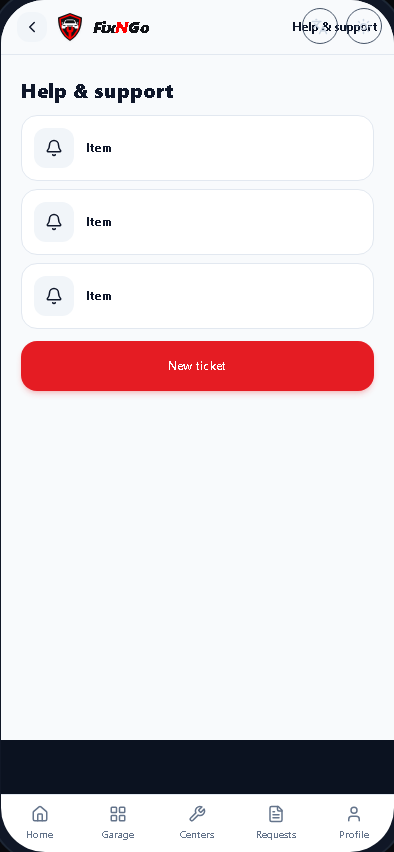 FixNGo
Help & support
Help & support
Item
Item
Item
New ticket
Home
Garage
Centers
Requests
Profile